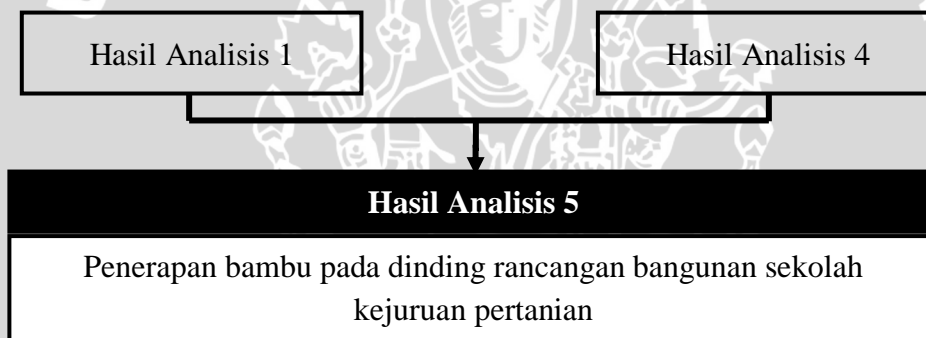 Hasil Analisis 1
Hasil Analisis 4
Hasil Analisis 5
Penerapan bambu pada dinding rancangan bangunan sekolah
kejuruan pertanian